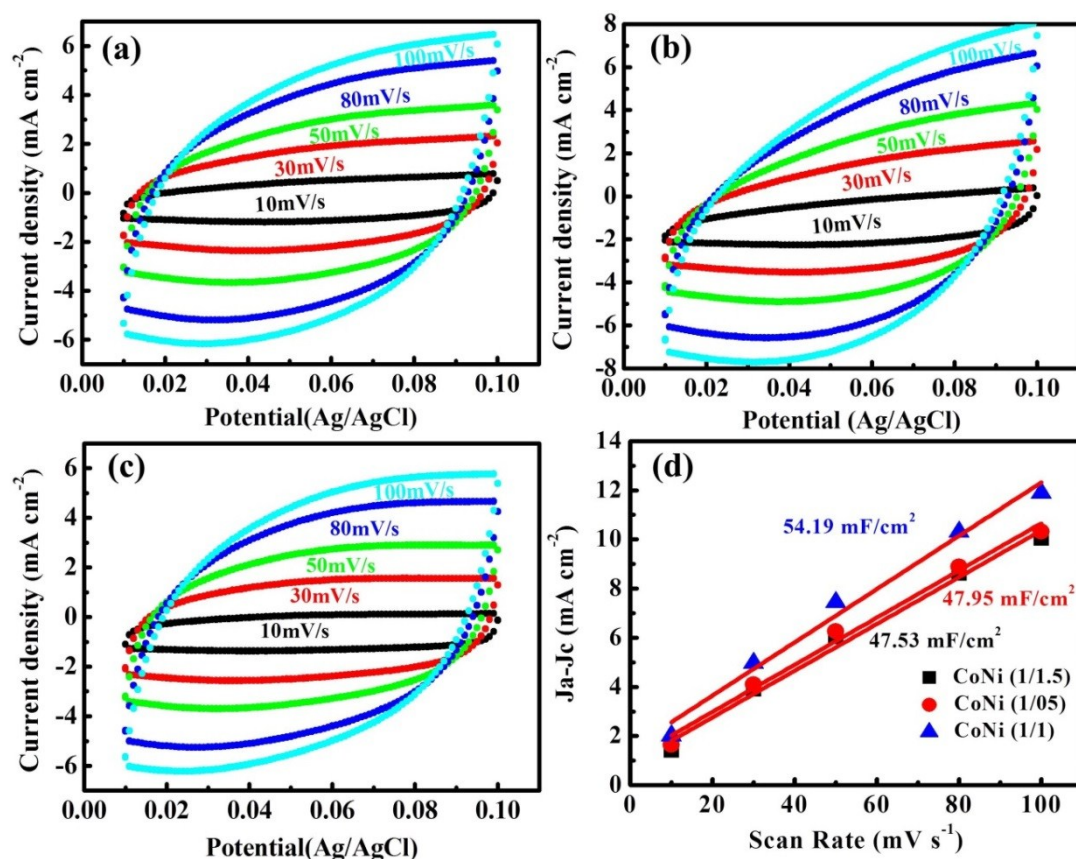 (a)
100mV/s
80mV/s
50mV/s
30mV/s
10mV/s
6
4
2
0
-2
-4
-6
Current density (mA cm-2)
0.00 0.02 0.04 0.06 0.08 0.10
Potential(Ag/AgCl)
(b)
100mV/s
80mV/s
50mV/s
30mV/s
10mV/s
8
6
4
2
0
-2
-4
-6
-8
Current density (mA cm-2)
0.00 0.02 0.04 0.06 0.08 0.10
Potential (Ag/AgCl)
(c)
100mV/s
80mV/s
50mV/s
30mV/s
10mV/s
6
4
2
0
-2
-4
-6
Current density (mA cm-2)
0.00 0.02 0.04 0.06 0.08 0.10
Potential(Ag/AgCl)
(d)
14
12
10
8
6
4
2
0
Ja-Jc (mA cm-2)
54.19 mF/cm2
47.95 mF/cm2
47.53 mF/cm2
CoNi (1/1.5)
CoNi (1/05)
CoNi (1/1)
0 20 40 60 80 100
Scan Rate (mV s-1)